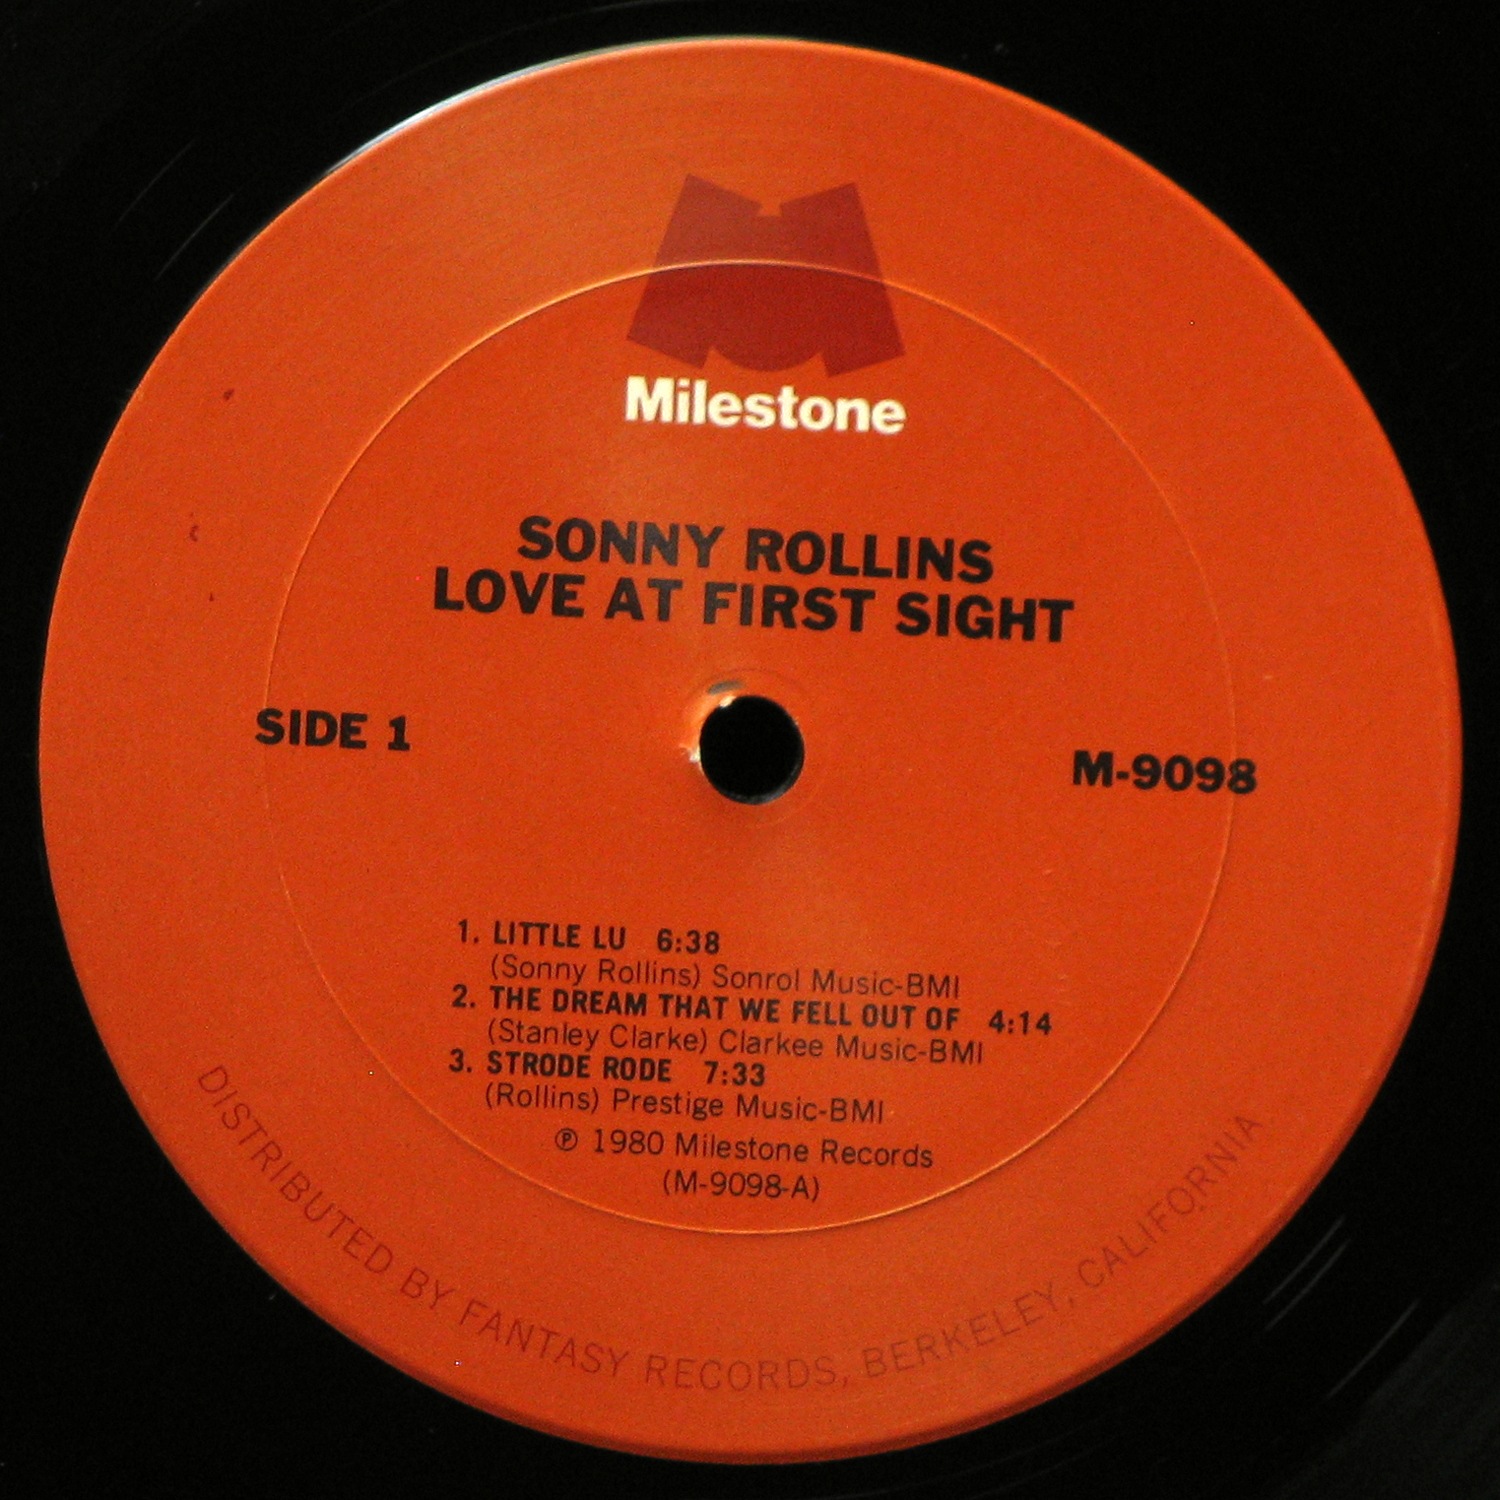 Milestone
SONNY ROLLINS
LOVE AT FIRST SIGHT
SIDE 1
M-9098
1. LITTLE LU 6:38
(Sonny Rollins) Sonrol Music-BMI
2. THE DREAM THAT WE FELL OUT OF 4:14
(Stanley Clarke) Clarkee Music-BMI
3. STRODE RODE 7:33
(Rollins) Prestige Music-BMI
℗ 1980 Milestone Records
(M-9098-A)
DISTRIBUTED BY FANTASY RECORDS, BERKELEY, CALIFORNIA